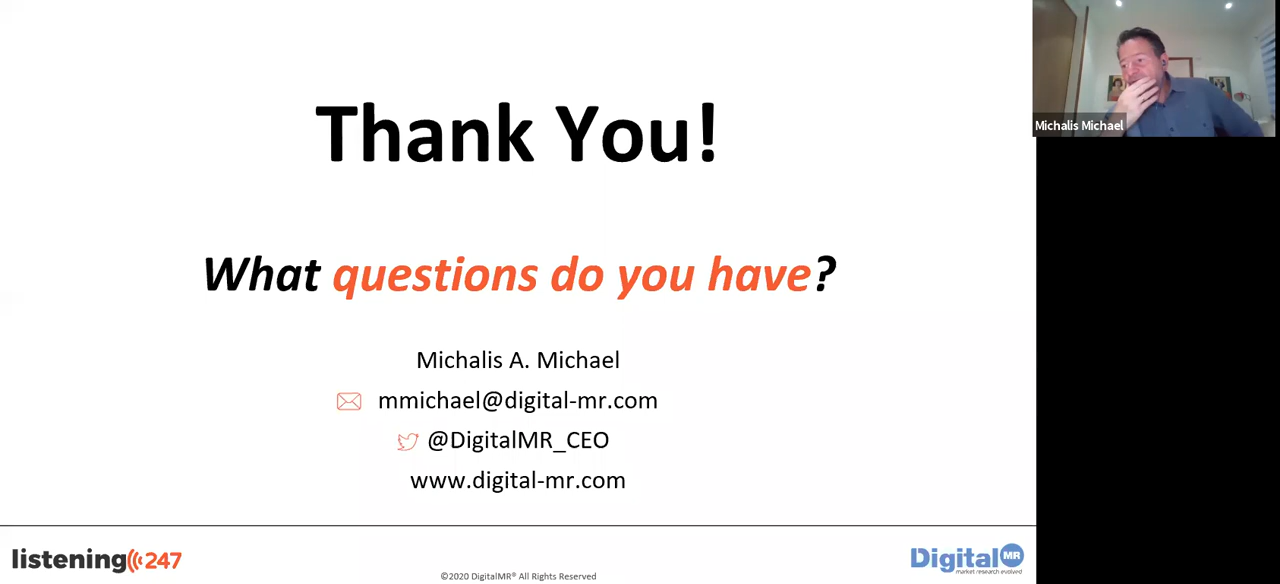 Thank You!
What questions do you have?
Michalis A. Michael
mmichael@digital-mr.com
@DigitalMR_CEO
www.digital-mr.com
listening 247
DigitalMR
market research evolved
©2020 DigitalMR® All Rights Reserved
Michalis Michael